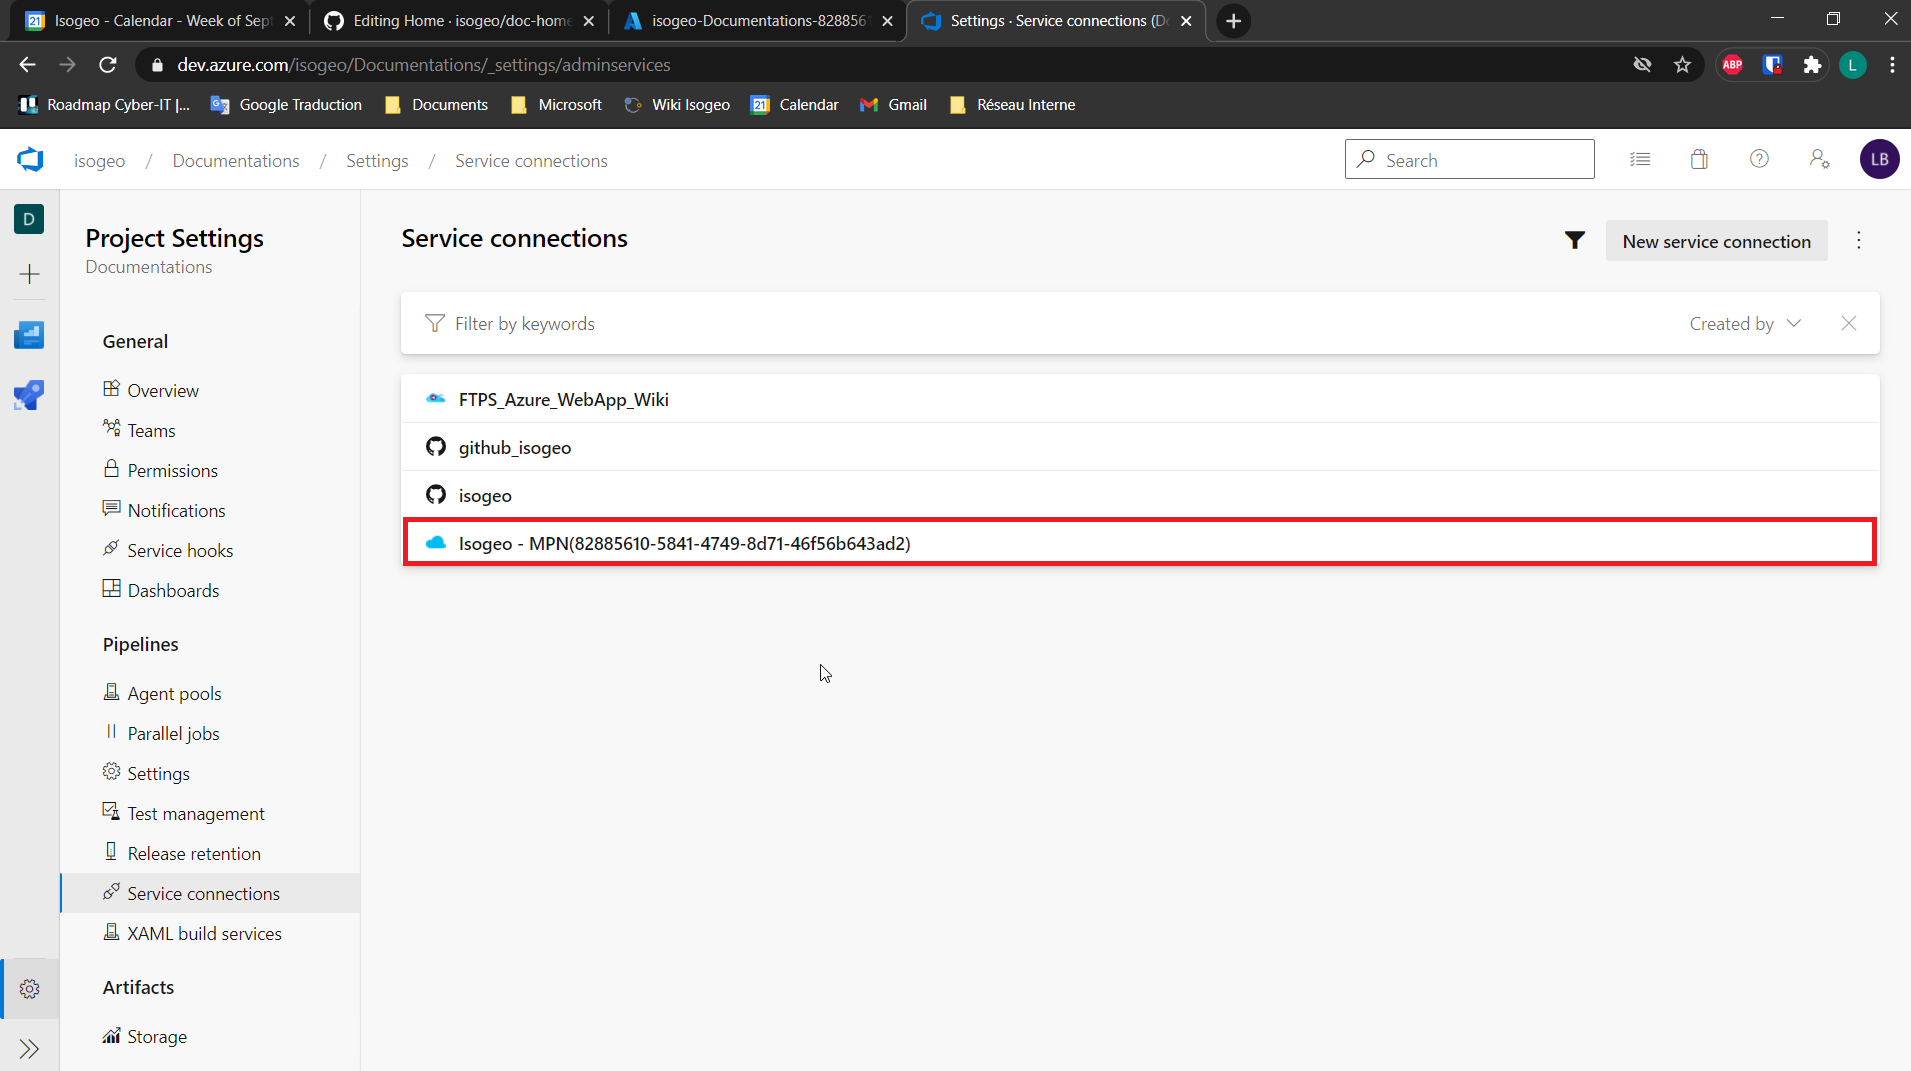 Isogeo - Calendar - Week of Sept
Editing Home · isogeo/doc-home
isogeo-Documentations-8288561
Settings · Service connections (Do
dev.azure.com/isogeo/Documentations/_settings/adminservices
ABP
L
Roadmap Cyber-IT |...
Google Traduction
Documents
Microsoft
Wiki Isogeo
21
Calendar
Gmail
Réseau Interne
isogeo / Documentations / Settings / Service connections
Search
LB
D
Project Settings
Documentations
General
Overview
Teams
Permissions
Notifications
Service hooks
Dashboards
Pipelines
Agent pools
Parallel jobs
Settings
Test management
Release retention
Service connections
XAML build services
Artifacts
Storage
Service connections
New service connection
Filter by keywords
Created by
FTPS_Azure_WebApp_Wiki
github_isogeo
isogeo
Isogeo - MPN(82885610-5841-4749-8d71-46f56b643ad2)